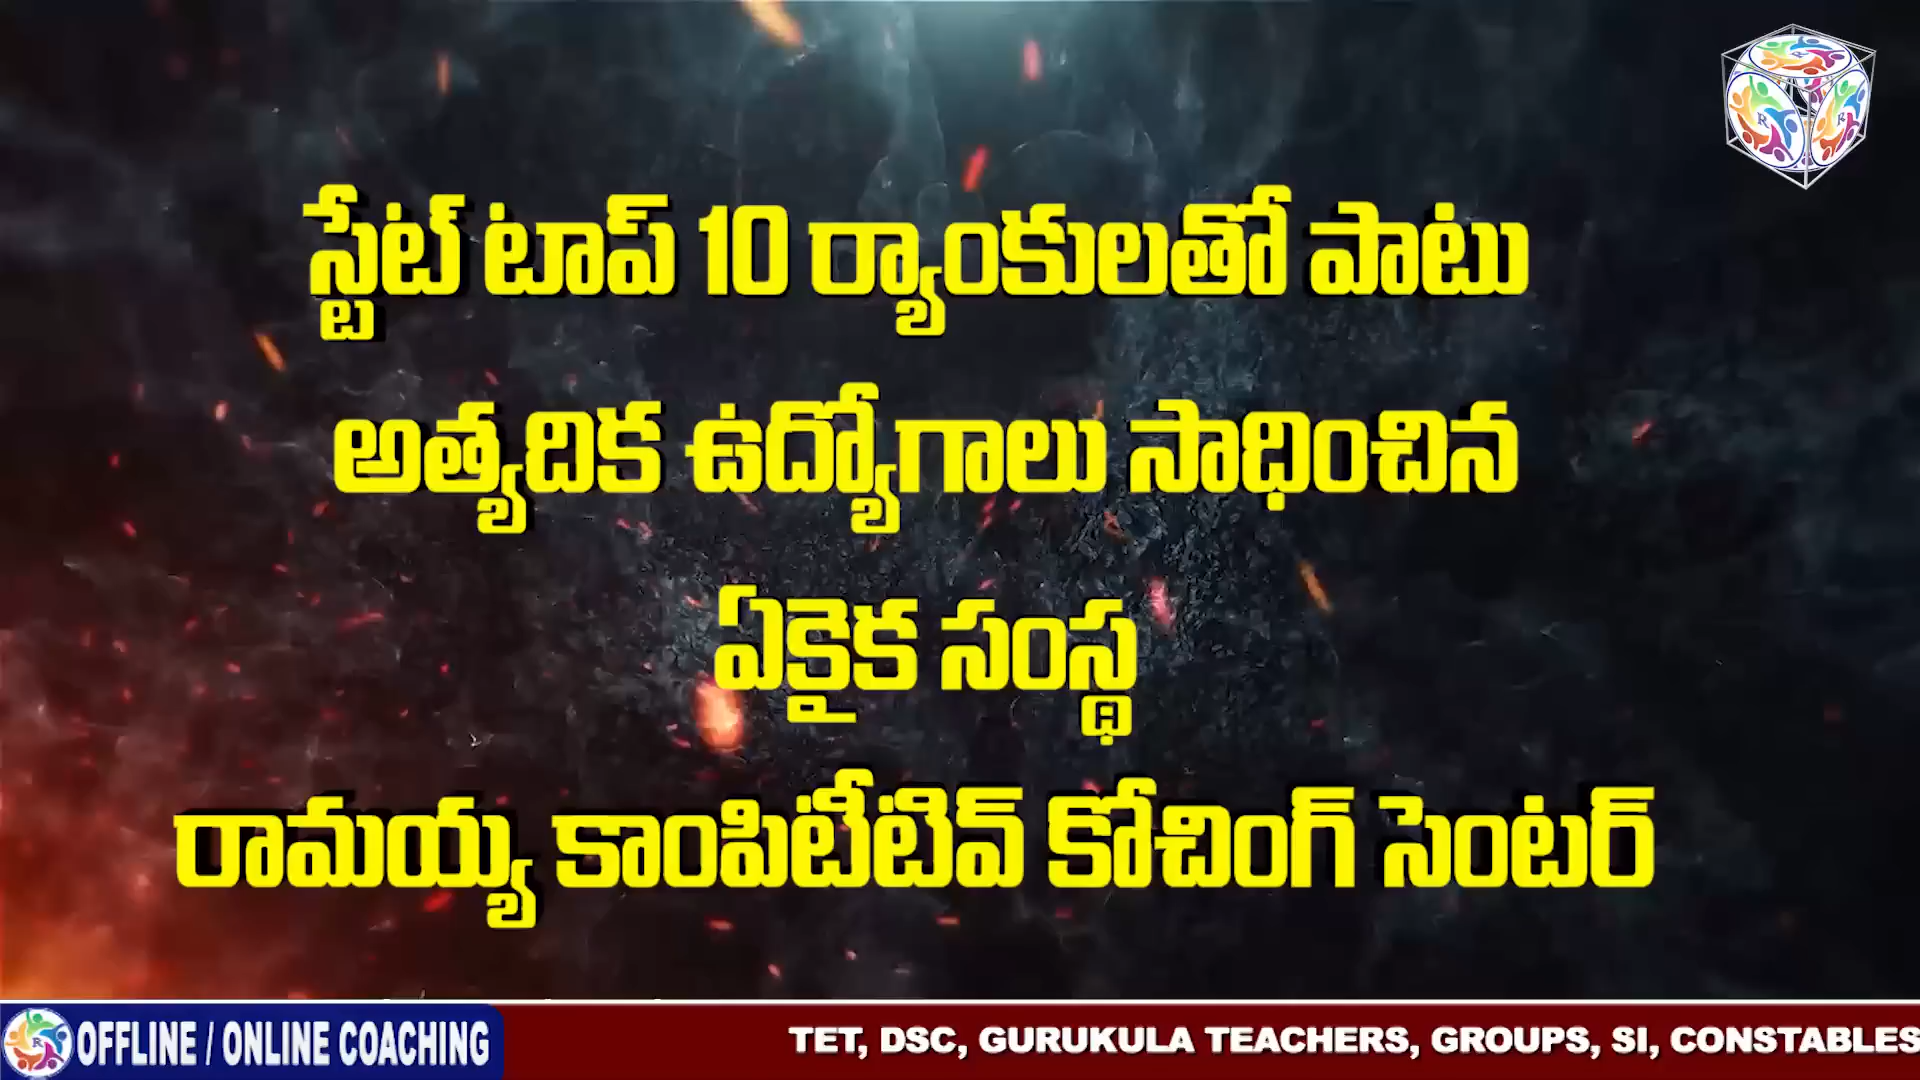 స్టేట్ టాప్ 10 ర్యాంకులతో పాటు
అత్యదిక ఉద్యోగాలు సాధించిన
ఏకైక సంస్థ
రామయ్య కాంపిటీటివ్ కోచింగ్ సెంటర్
OFFLINE / ONLINE COACHING
TET, DSC, GURUKULA TEACHERS, GROUPS, SI, CONSTABLES